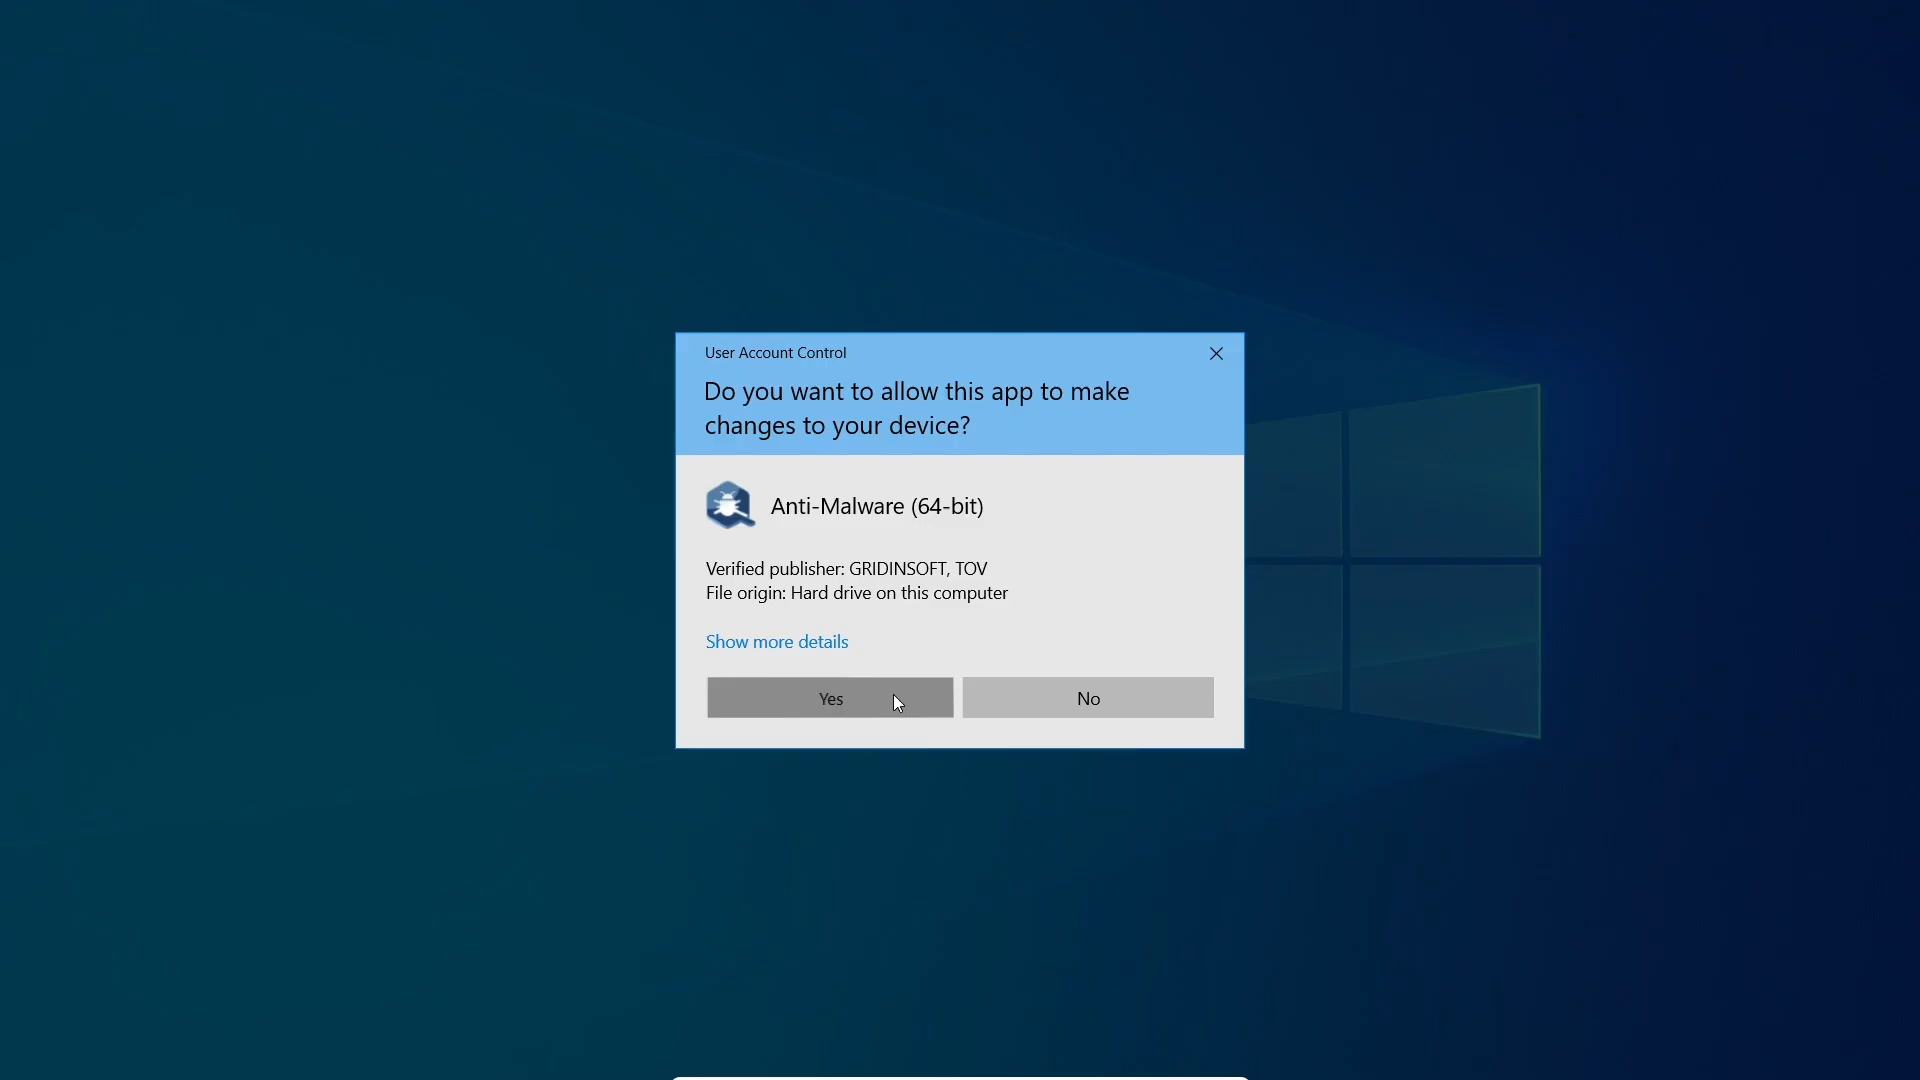 User Account Control
Do you want to allow this app to make
changes to your device?
Anti-Malware (64-bit)
Verified publisher: GRIDINSOFT, TOV
File origin: Hard drive on this computer
Show more details
Yes
No